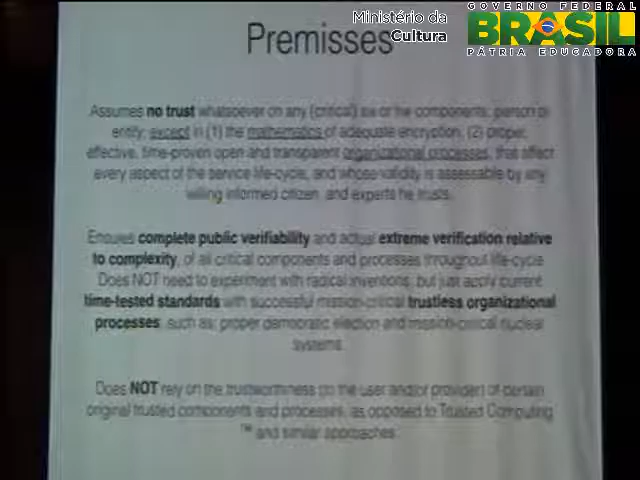 GOVERNO FEDERAL
Ministério da
Cultura
BRASIL
PÁTRIA EDUCADORA
Premisses
Assumes no trust whatsoever on any (critical) or the components, person or
entity, except in (1) the mathematics of adequate encryption, (2) proper,
effective, time-proven open and transparent organizational processes, that affect
every aspect of the service life-cycle, and whose validity is assessable by any
willing informed citizen, and experts he trusts.
Ensures complete public verifiability and actual extreme verification relative
to complexity, of all critical components and processes throughout life-cycle.
Does NOT need to experiment with radical inventions, but just apply current
time-tested standards with successful mission-critical trustless organizational
processes, such as: proper democratic election and mission-critical nuclear
systems.
Does NOT rely on the trustworthiness (to the user and/or provider) of certain
original trusted components and processes, as opposed to Trusted Computing
™ and similar approaches.